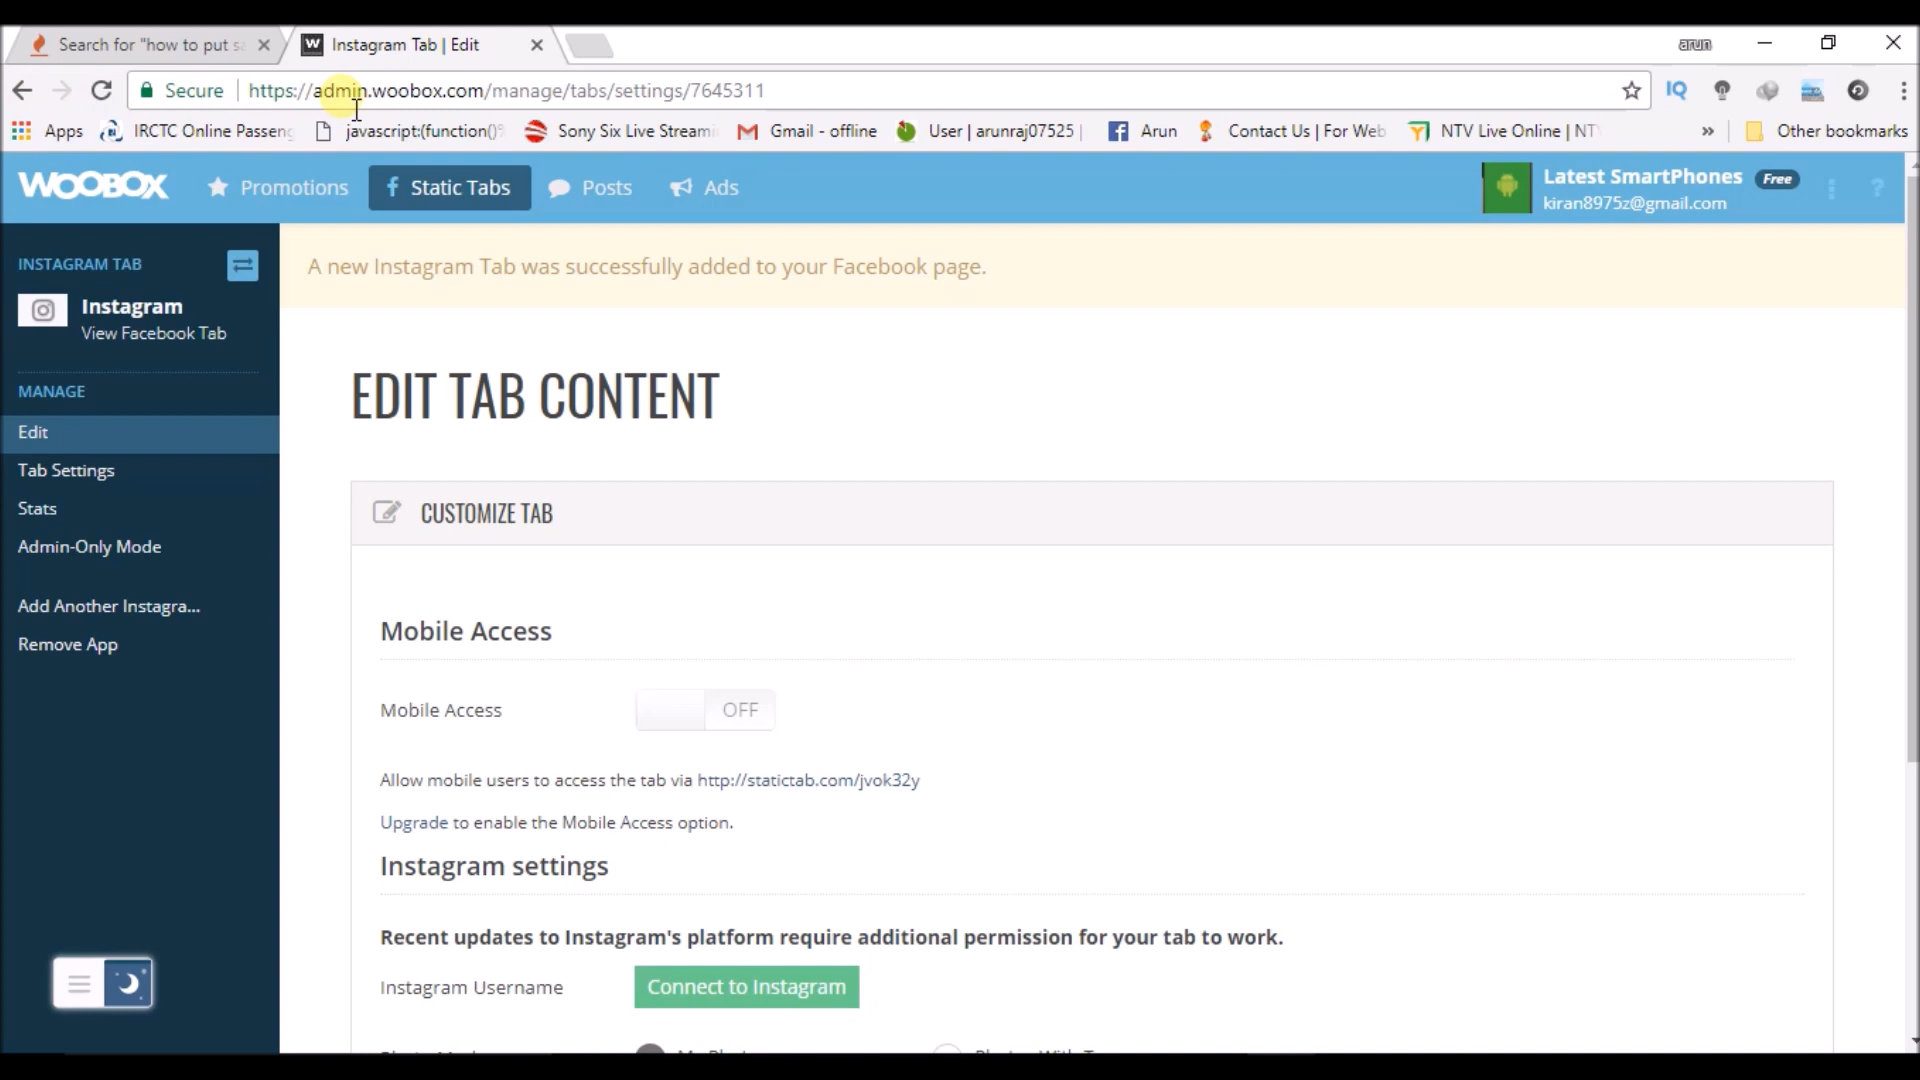 Search for "how to put sa
Instagram Tab | Edit
arun
Secure
https://admin.woobox.com/manage/tabs/settings/7645311
IQ
Apps
IRCTC Online Passen
javascript:(function()
Sony Six Live Streami
Gmail - offline
User | arunraj07525 |
Arun
Contact Us | For Web
NTV Live Online | NT
»
Other bookmarks
WOOBOX
Promotions
Static Tabs
Posts
Ads
Latest SmartPhones
Free
kiran8975z@gmail.com
?
INSTAGRAM TAB
Instagram
View Facebook Tab
A new Instagram Tab was successfully added to your Facebook page.
MANAGE
Edit
Tab Settings
Stats
Admin-Only Mode
Add Another Instagra...
Remove App
EDIT TAB CONTENT
CUSTOMIZE TAB
Mobile Access
Mobile Access
OFF
Allow mobile users to access the tab via http://statictab.com/jvok32y
Upgrade to enable the Mobile Access option.
Instagram settings
Recent updates to Instagram's platform require additional permission for your tab to work.
Instagram Username
Connect to Instagram